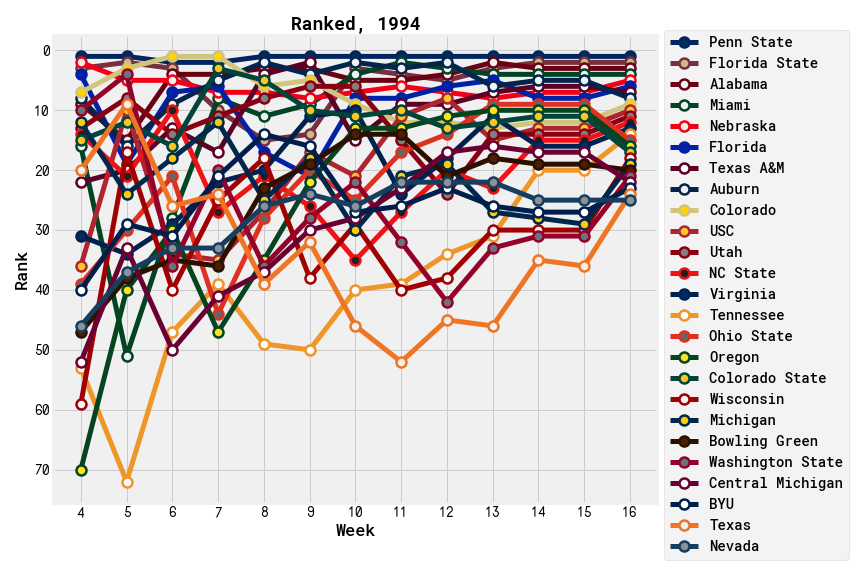 Ranked, 1994
0
10
20
30
40
50
60
70
Rank
4 5 6 7 8 9 10 11 12 13 14 15 16
Week
Penn State
Florida State
Alabama
Miami
Nebraska
Florida
Texas A&M
Auburn
Colorado
USC
Utah
NC State
Virginia
Tennessee
Ohio State
Oregon
Colorado State
Wisconsin
Michigan
Bowling Green
Washington State
Central Michigan
BYU
Texas
Nevada